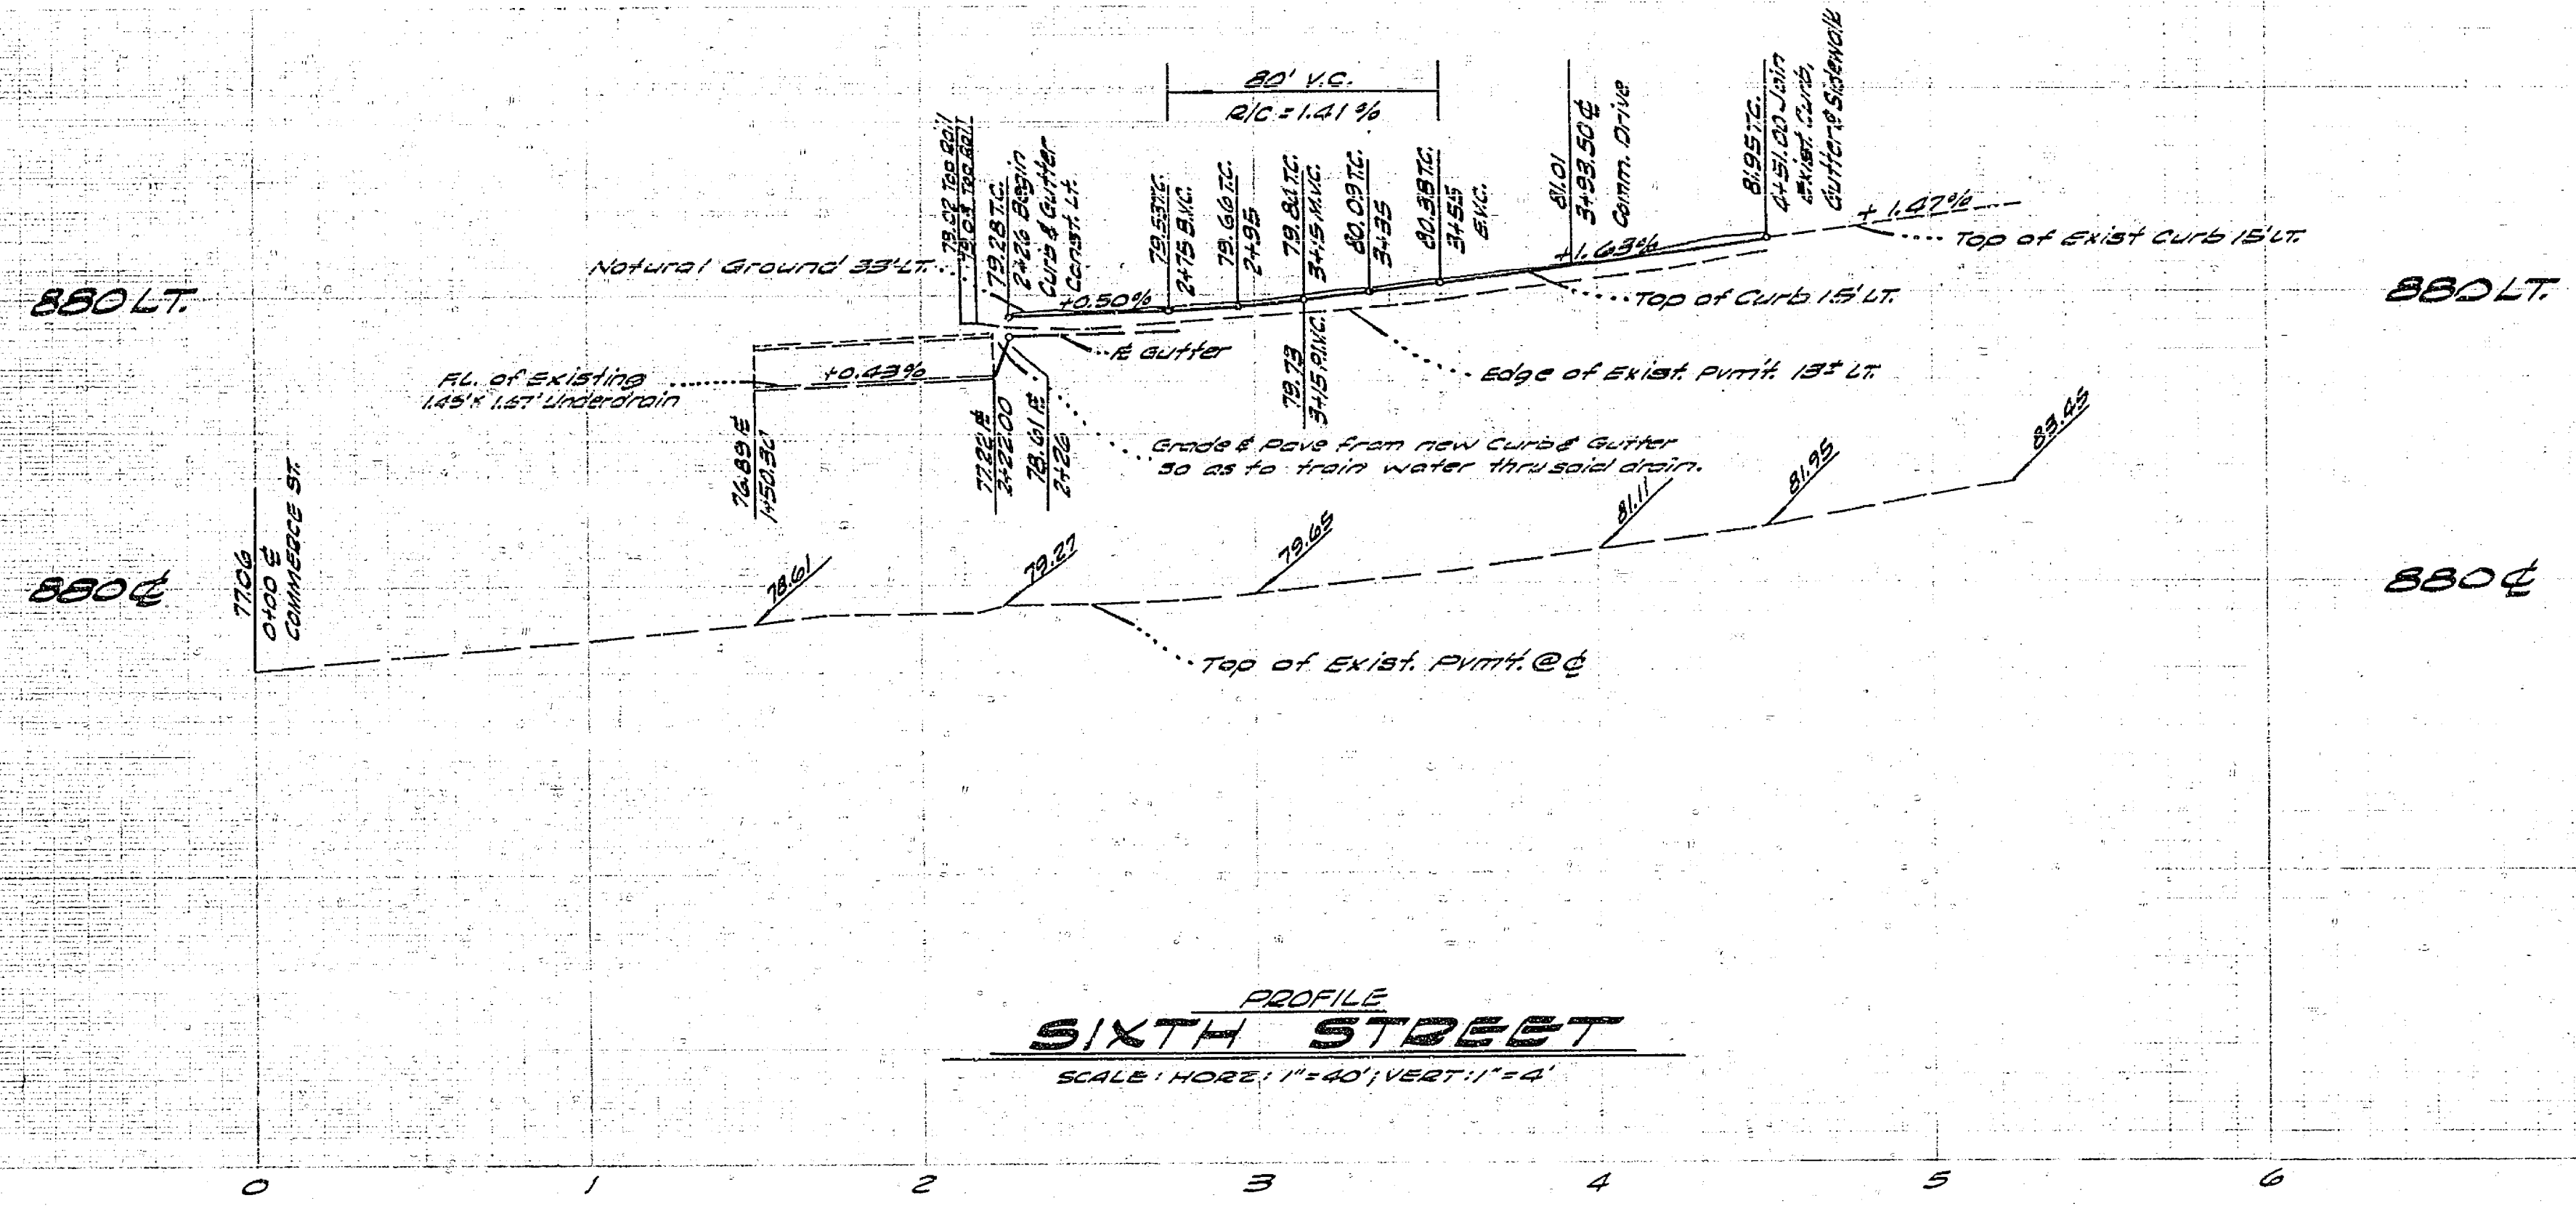 80' V.C.
R/C = 1.41 %
79.02 Top Rail
79.03 Top Rail
79.28 T.C.
2+26 Begin
Curb & Gutter
Const. Lt.
79.53 T.C.
2+75 B.V.C.
79.66 T.C.
2+95
79.84 T.C.
3+15 M.V.C.
80.09 T.C.
3+35
80.38 T.C.
3+55
E.V.C.
81.01
3+93.50 ℄
Comm. Drive
81.95 T.C.
4+51.00 Join
Exist. Curb,
Gutter & Sidewalk
+1.47%
Top of Exist Curb 15' LT.
Natural Ground 33' LT.
+0.50%
+1.63%
Top of Curb 15' LT.
880 LT.
880 LT.
℄ Gutter
79.73
3+15 P.I.V.C.
Edge of Exist. Pvmt. 13± LT.
F.L. of Existing
1.45' x 1.67' Underdrain
+0.43%
76.89 ℄
1+50.30
77.22 ℄
2+22.00
78.61 ℄
2+26
Grade & Pave from new Curb & Gutter
so as to train water thru said drain.
77.06
0+00 ℄
COMMERCE ST.
880 ℄
880 ℄
78.61
79.27
79.65
81.11
81.95
83.45
Top of Exist. Pvmt. @ ℄
PROFILE
SIXTH STREET
SCALE: HORZ: 1"=40'; VERT: 1"=4'
0 1 2 3 4 5 6